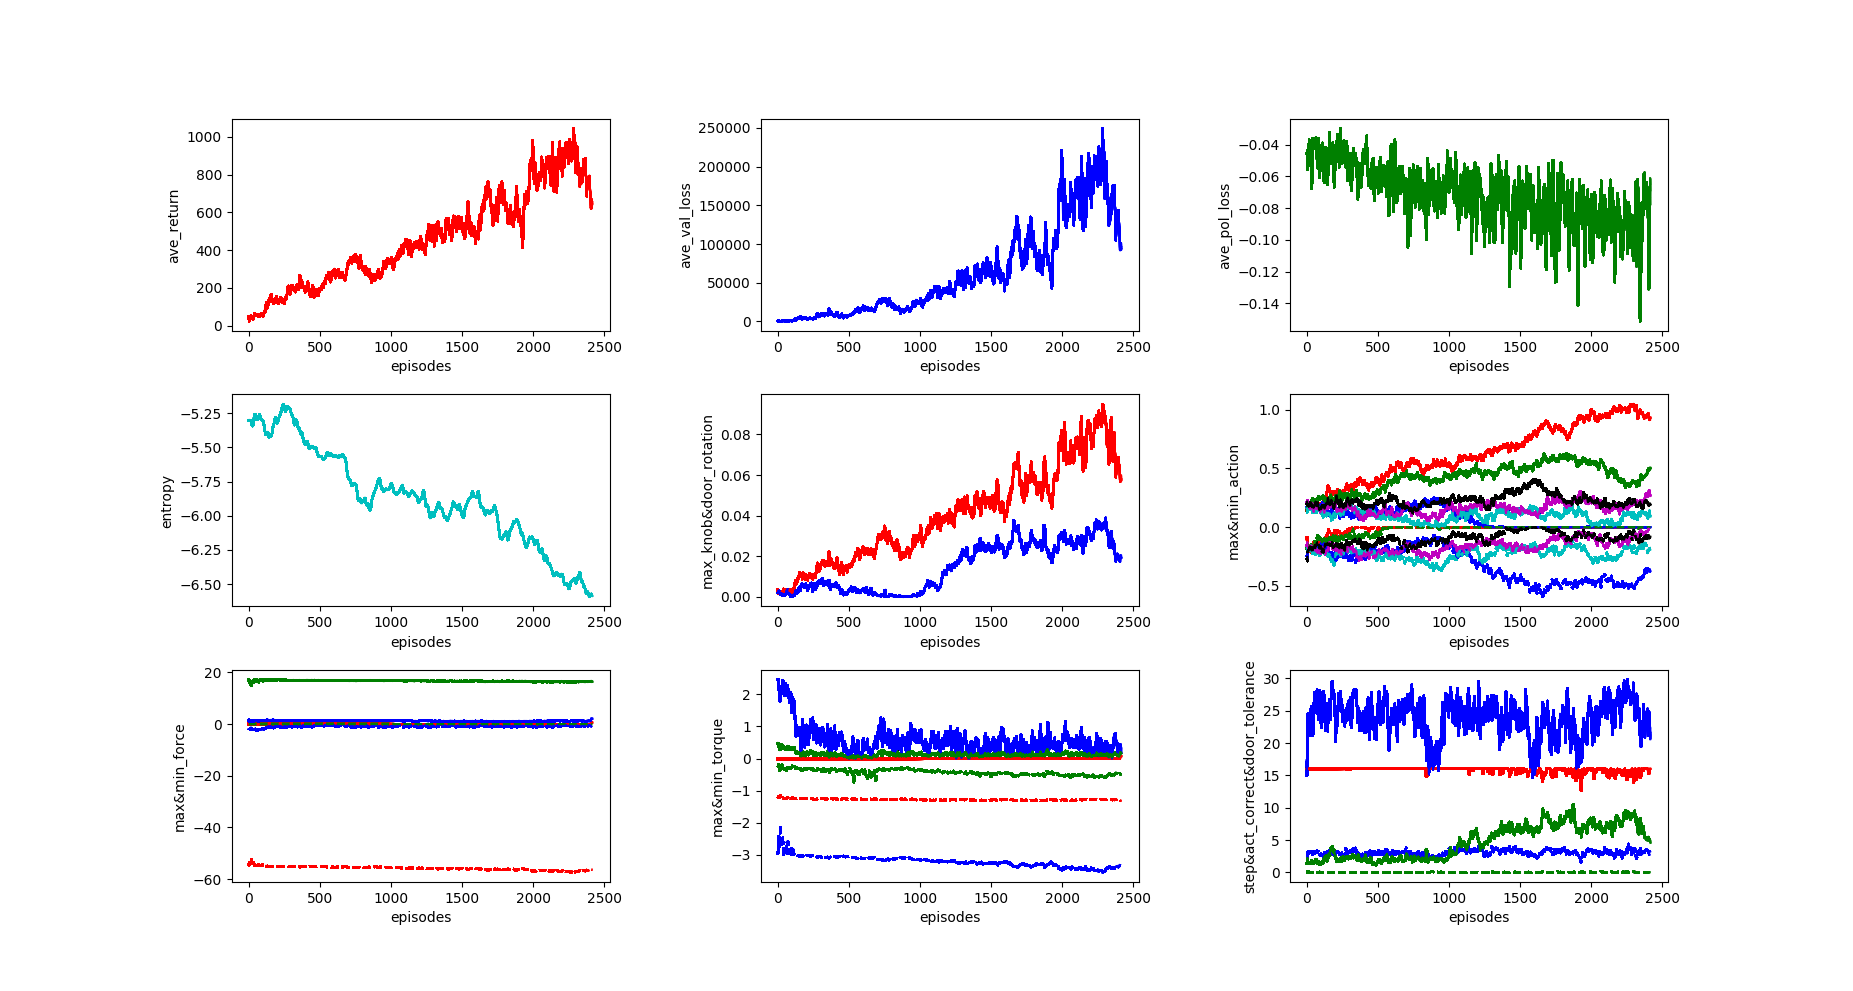 ave_return
1000
800
600
400
200
0
0 500 1000 1500 2000 2500
episodes
ave_val_loss
250000
200000
150000
100000
50000
0
0 500 1000 1500 2000 2500
episodes
ave_pol_loss
−0.04
−0.06
−0.08
−0.10
−0.12
−0.14
0 500 1000 1500 2000 2500
episodes
entropy
−5.25
−5.50
−5.75
−6.00
−6.25
−6.50
0 500 1000 1500 2000 2500
episodes
max_knob&door_rotation
0.08
0.06
0.04
0.02
0.00
0 500 1000 1500 2000 2500
episodes
max&min_action
1.0
0.5
0.0
−0.5
0 500 1000 1500 2000 2500
episodes
max&min_force
20
0
−20
−40
−60
0 500 1000 1500 2000 2500
episodes
max&min_torque
2
1
0
−1
−2
−3
0 500 1000 1500 2000 2500
episodes
step&act_correct&door_tolerance
30
25
20
15
10
5
0
0 500 1000 1500 2000 2500
episodes